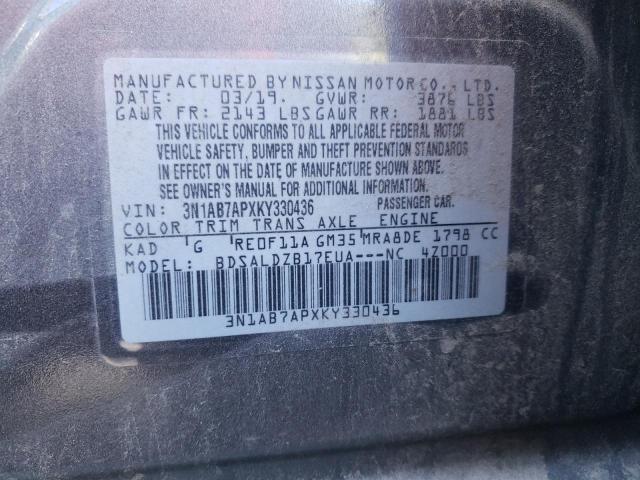 MANUFACTURED BY NISSAN MOTOR CO., LTD.
DATE: 03/19. GVWR: 3876 LBS
GAWR FR: 2143 LBS GAWR RR: 1881 LBS
THIS VEHICLE CONFORMS TO ALL APPLICABLE FEDERAL MOTOR
VEHICLE SAFETY, BUMPER AND THEFT PREVENTION STANDARDS
IN EFFECT ON THE DATE OF MANUFACTURE SHOWN ABOVE.
SEE OWNER'S MANUAL FOR ADDITIONAL INFORMATION.
VIN: 3N1AB7APXKY330436 PASSENGER CAR.
COLOR TRIM TRANS AXLE ENGINE
KAD G RE0F11A GM35 MRA8DE 1798 CC
MODEL: BDSALDZB17EUA---NC 4Z000
3N1AB7APXKY330436